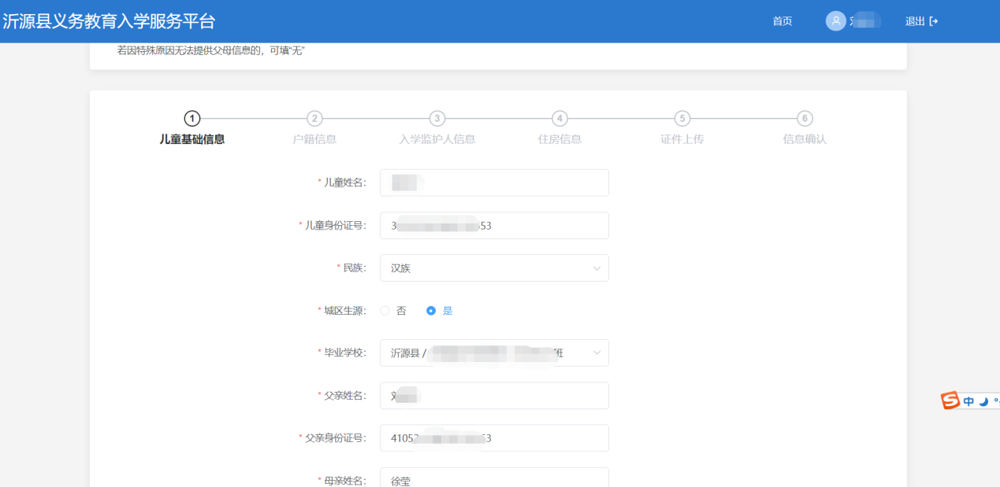 沂源县义务教育入学服务平台
首页
退出
若因特殊原因无法提供父母信息的，可填“无”
1 2 3 4 5 6
儿童基础信息 户籍信息 入学监护人信息 住房信息 证件上传 信息确认
* 儿童姓名：
* 儿童身份证号： 3 53
* 民族： 汉族
* 城区生源： 否 是
* 毕业学校： 沂源县 / 班
* 父亲姓名：
* 父亲身份证号： 4105 53
* 母亲姓名： 徐莹
中